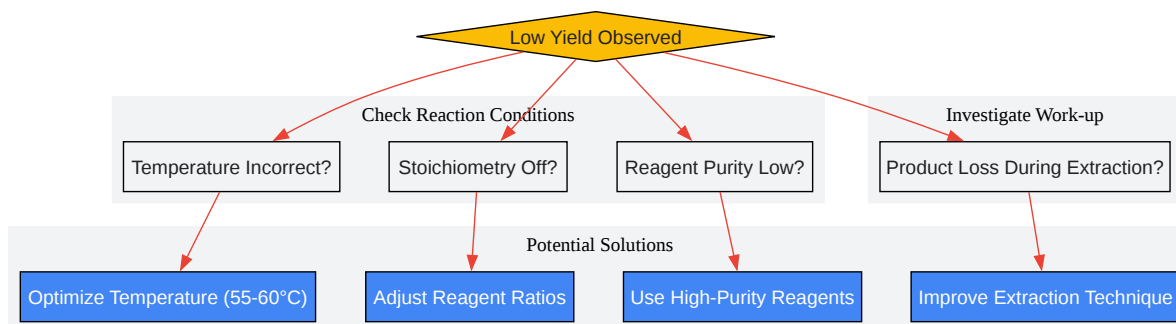 Low Yield Observed
Check Reaction Conditions
Investigate Work-up
Temperature Incorrect?
Stoichiometry Off?
Reagent Purity Low?
Product Loss During Extraction?
Potential Solutions
Optimize Temperature (55-60°C)
Adjust Reagent Ratios
Use High-Purity Reagents
Improve Extraction Technique